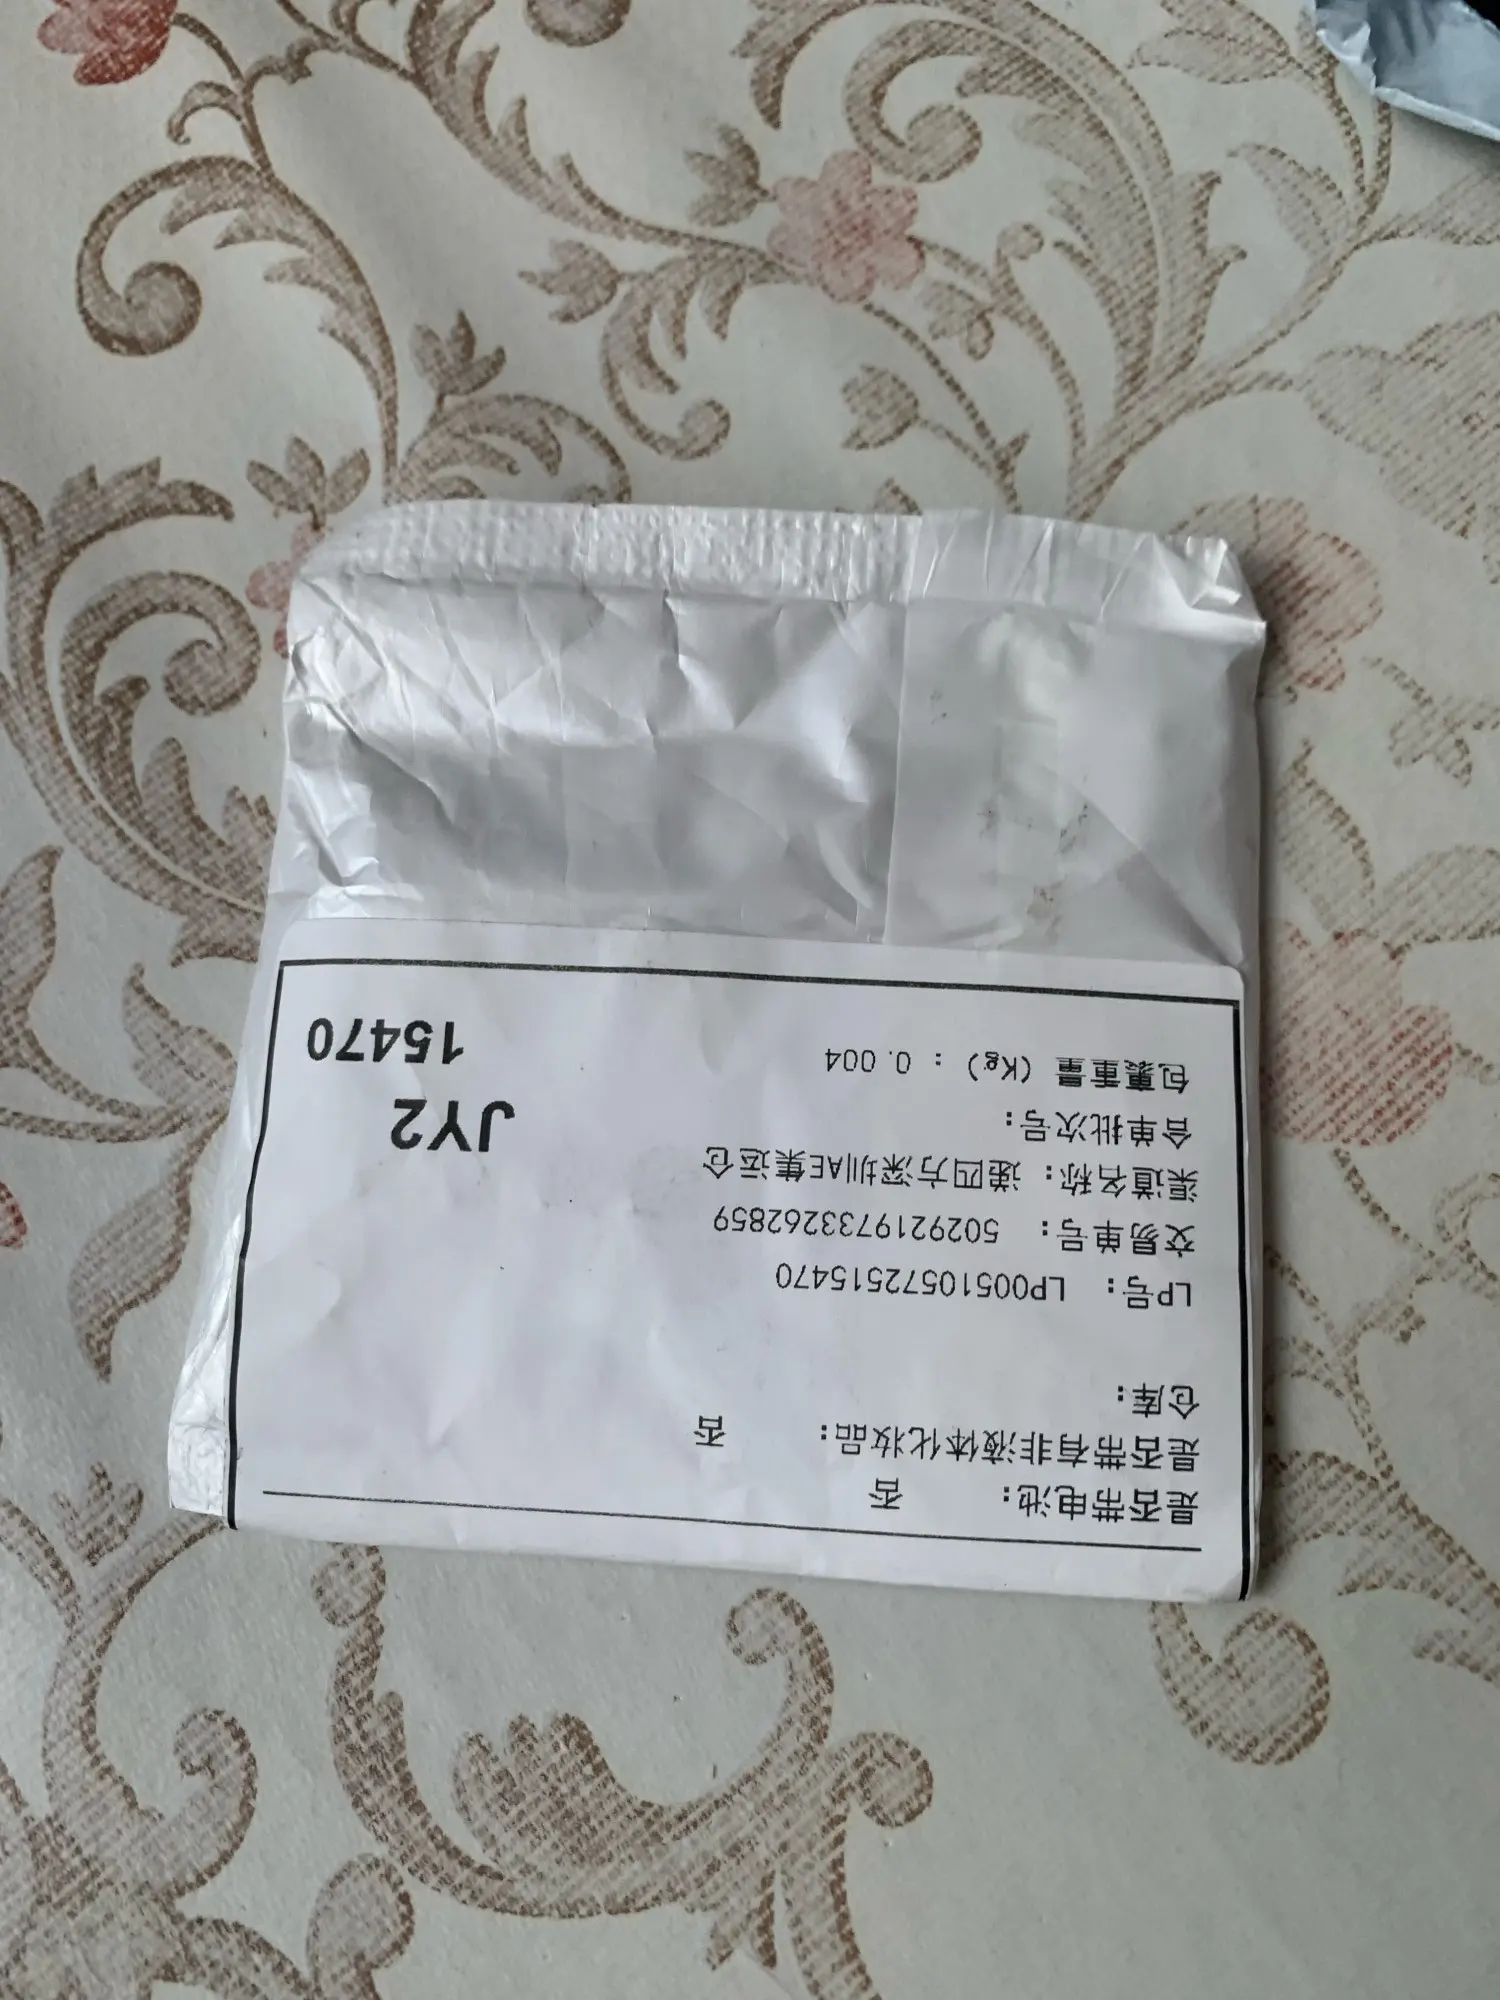 是否带电池： 否
是否带有非液体化妆品： 否
仓库：
LP号： LP00510572515470
交易单号： 5029219733262859
渠道名称： 递四方深圳AE集运仓
合单批次号：
包裹重量（Kg）：0.004
JY2
15470